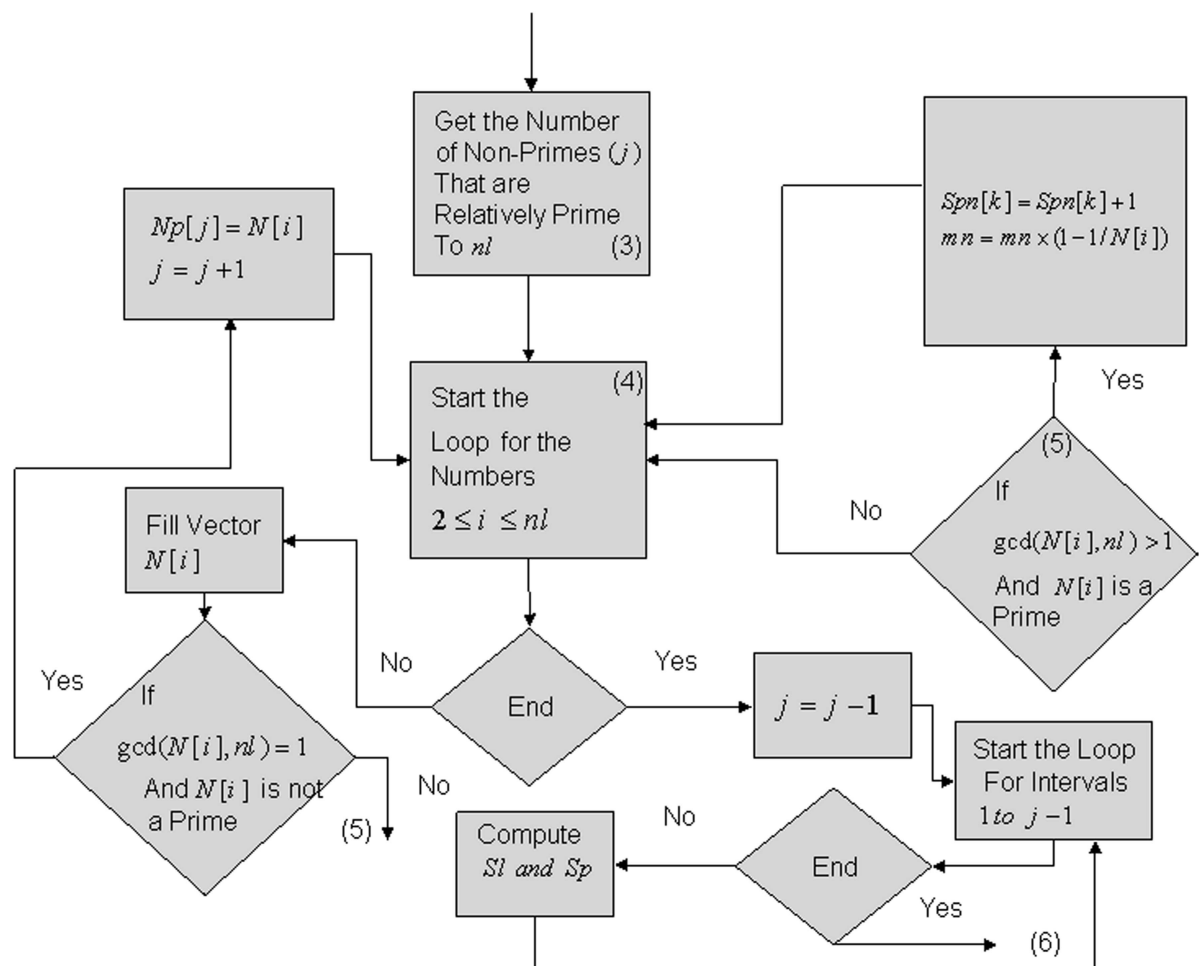 Get the Number
of Non-Primes (j)
That are
Relatively Prime
To nl
(3)
Np[j] = N[i]
j = j +1
Spn[k] = Spn[k] +1
mn = mn × (1 −1/ N[i])
Yes
(4)
Start the
Loop for the
Numbers
2 ≤ i ≤ nl
(5)
If
gcd(N[i], nl) > 1
And N[i] is a
Prime
No
Fill Vector
N[i]
No
Yes
End
j = j −1
Yes
If
gcd(N[i], nl) = 1
And N[i] is not
a Prime
No
(5)
Start the Loop
For Intervals
1 to j −1
No
Compute
Sl and Sp
End
Yes
(6)